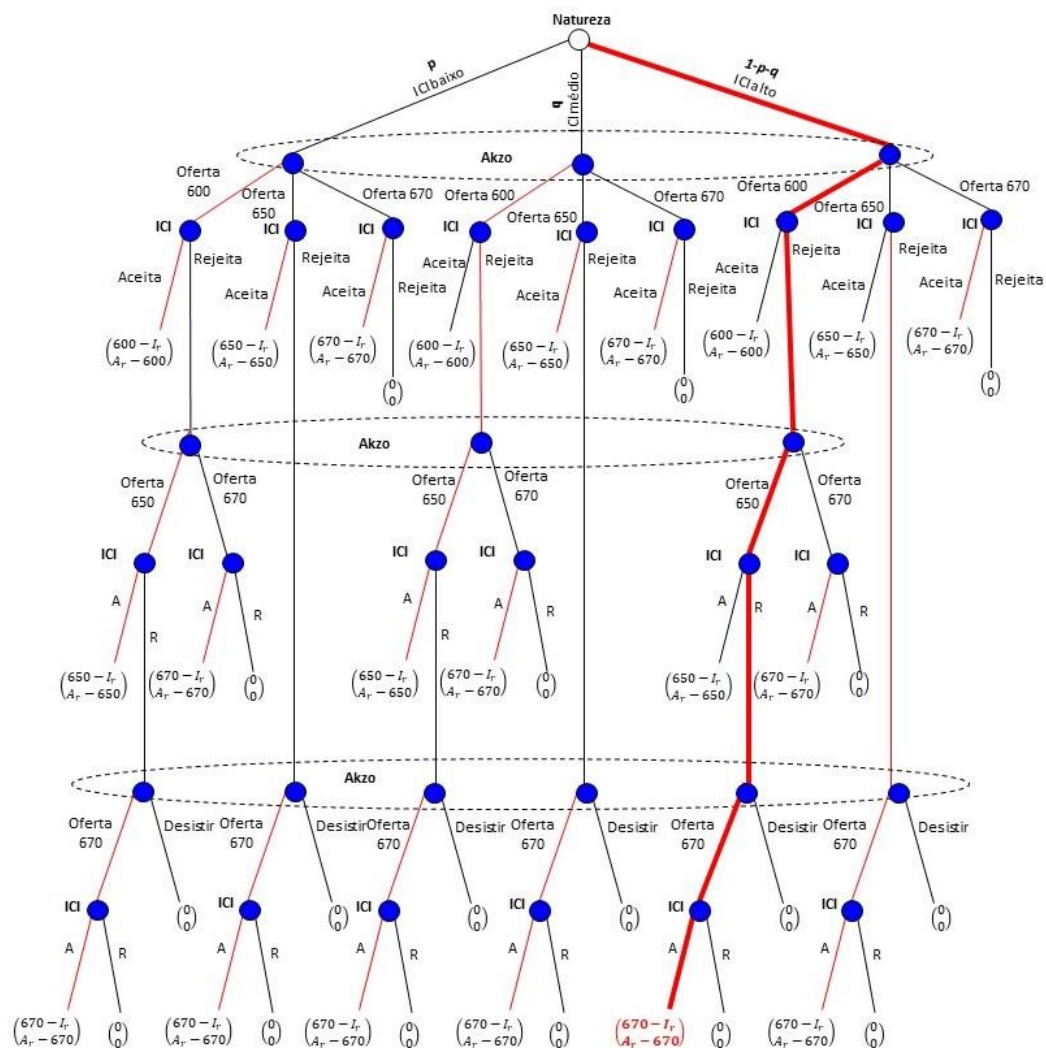 Natureza
p
ICIbaixo
q
ICImédio
1-p-q
ICIalto
Akzo
Oferta
600
Oferta
650
Oferta 670
Oferta 600
Oferta 650
Oferta 670
Oferta 600
Oferta 650
Oferta 670
ICI
ICI
ICI
ICI
ICI
ICI
ICI
ICI
ICI
Aceita
Rejeita
Aceita
Rejeita
Aceita
Rejeita
Aceita
Rejeita
Aceita
Rejeita
Aceita
Rejeita
Aceita
Rejeita
Aceita
Rejeita
Aceita
Rejeita
(600 − I_r
A_r − 600)
(650 − I_r
A_r − 650)
(670 − I_r
A_r − 670)
(0
0)
(600 − I_r
A_r − 600)
(650 − I_r
A_r − 650)
(670 − I_r
A_r − 670)
(0
0)
(600 − I_r
A_r − 600)
(650 − I_r
A_r − 650)
(670 − I_r
A_r − 670)
(0
0)
Akzo
Oferta
650
Oferta
670
Oferta
650
Oferta
670
Oferta
650
Oferta
670
ICI
ICI
ICI
ICI
ICI
ICI
A
R
A
R
A
R
A
R
A
R
A
R
(650 − I_r
A_r − 650)
(670 − I_r
A_r − 670)
(0
0)
(650 − I_r
A_r − 650)
(670 − I_r
A_r − 670)
(0
0)
(650 − I_r
A_r − 650)
(670 − I_r
A_r − 670)
(0
0)
Akzo
Oferta
670
Desistir
Oferta
670
Desistir
Oferta
670
Desistir
Oferta
670
Desistir
Oferta
670
Desistir
Oferta
670
Desistir
ICI
(0
0)
ICI
(0
0)
ICI
(0
0)
ICI
(0
0)
ICI
(0
0)
ICI
(0
0)
A
R
A
R
A
R
A
R
A
R
A
R
(670 − I_r
A_r − 670)
(0
0)
(670 − I_r
A_r − 670)
(0
0)
(670 − I_r
A_r − 670)
(0
0)
(670 − I_r
A_r − 670)
(0
0)
(670 − I_r
A_r − 670)
(0
0)
(670 − I_r
A_r − 670)
(0
0)